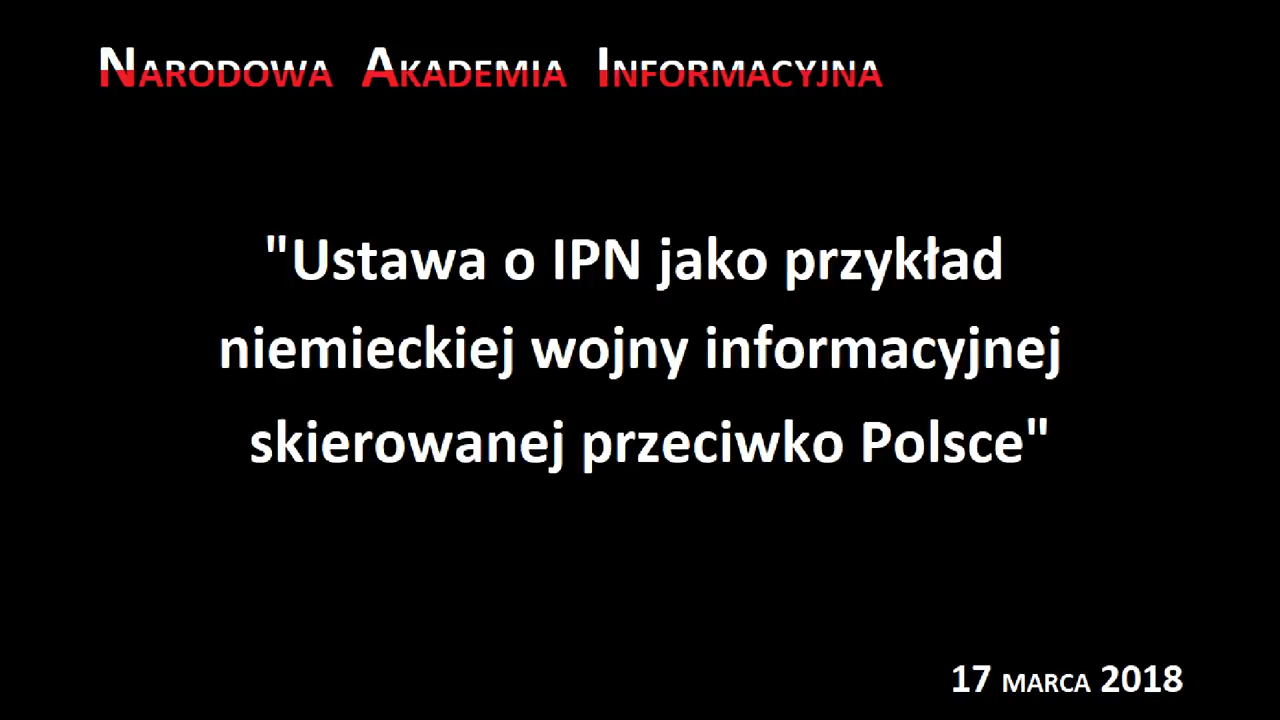 Narodowa Akademia Informacyjna
"Ustawa o IPN jako przykład
niemieckiej wojny informacyjnej
skierowanej przeciwko Polsce"
17 marca 2018